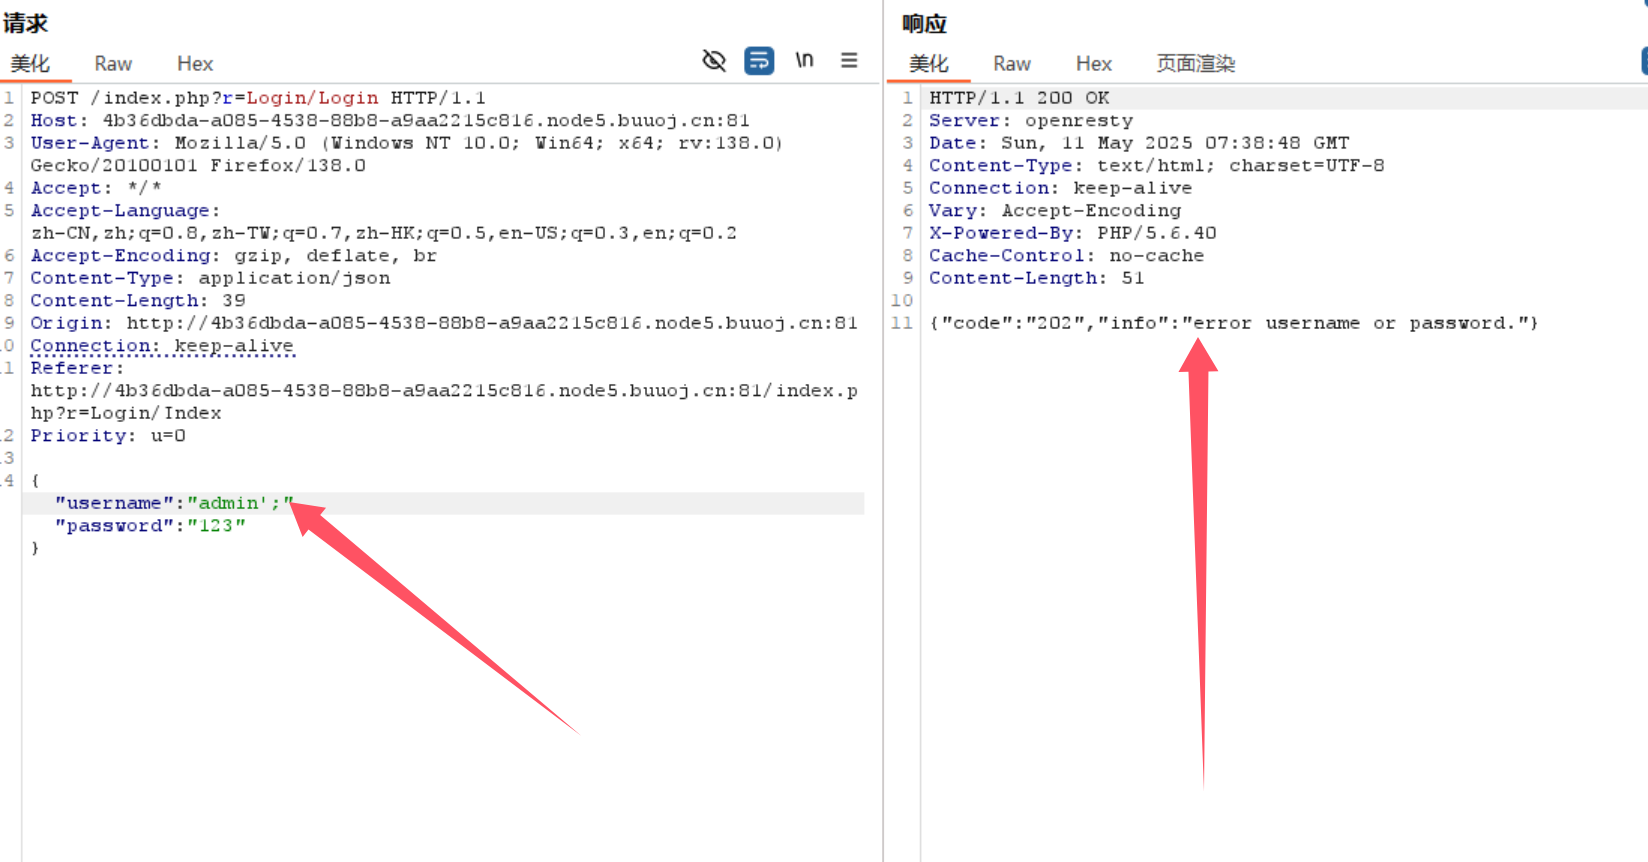 请求
美化 Raw Hex \n
1 POST /index.php?r=Login/Login HTTP/1.1
2 Host: 4b36dbda-a085-4538-88b8-a9aa2215c816.node5.buuoj.cn:81
3 User-Agent: Mozilla/5.0 (Windows NT 10.0; Win64; x64; rv:138.0)
Gecko/20100101 Firefox/138.0
4 Accept: */*
5 Accept-Language:
zh-CN,zh;q=0.8,zh-TW;q=0.7,zh-HK;q=0.5,en-US;q=0.3,en;q=0.2
6 Accept-Encoding: gzip, deflate, br
7 Content-Type: application/json
8 Content-Length: 39
9 Origin: http://4b36dbda-a085-4538-88b8-a9aa2215c816.node5.buuoj.cn:81
0 Connection: keep-alive
1 Referer:
http://4b36dbda-a085-4538-88b8-a9aa2215c816.node5.buuoj.cn:81/index.p
hp?r=Login/Index
2 Priority: u=0
3
4 {
"username":"admin';"
"password":"123"
}
响应
美化 Raw Hex 页面渲染
1 HTTP/1.1 200 OK
2 Server: openresty
3 Date: Sun, 11 May 2025 07:38:48 GMT
4 Content-Type: text/html; charset=UTF-8
5 Connection: keep-alive
6 Vary: Accept-Encoding
7 X-Powered-By: PHP/5.6.40
8 Cache-Control: no-cache
9 Content-Length: 51
10
11 {"code":"202","info":"error username or password."}